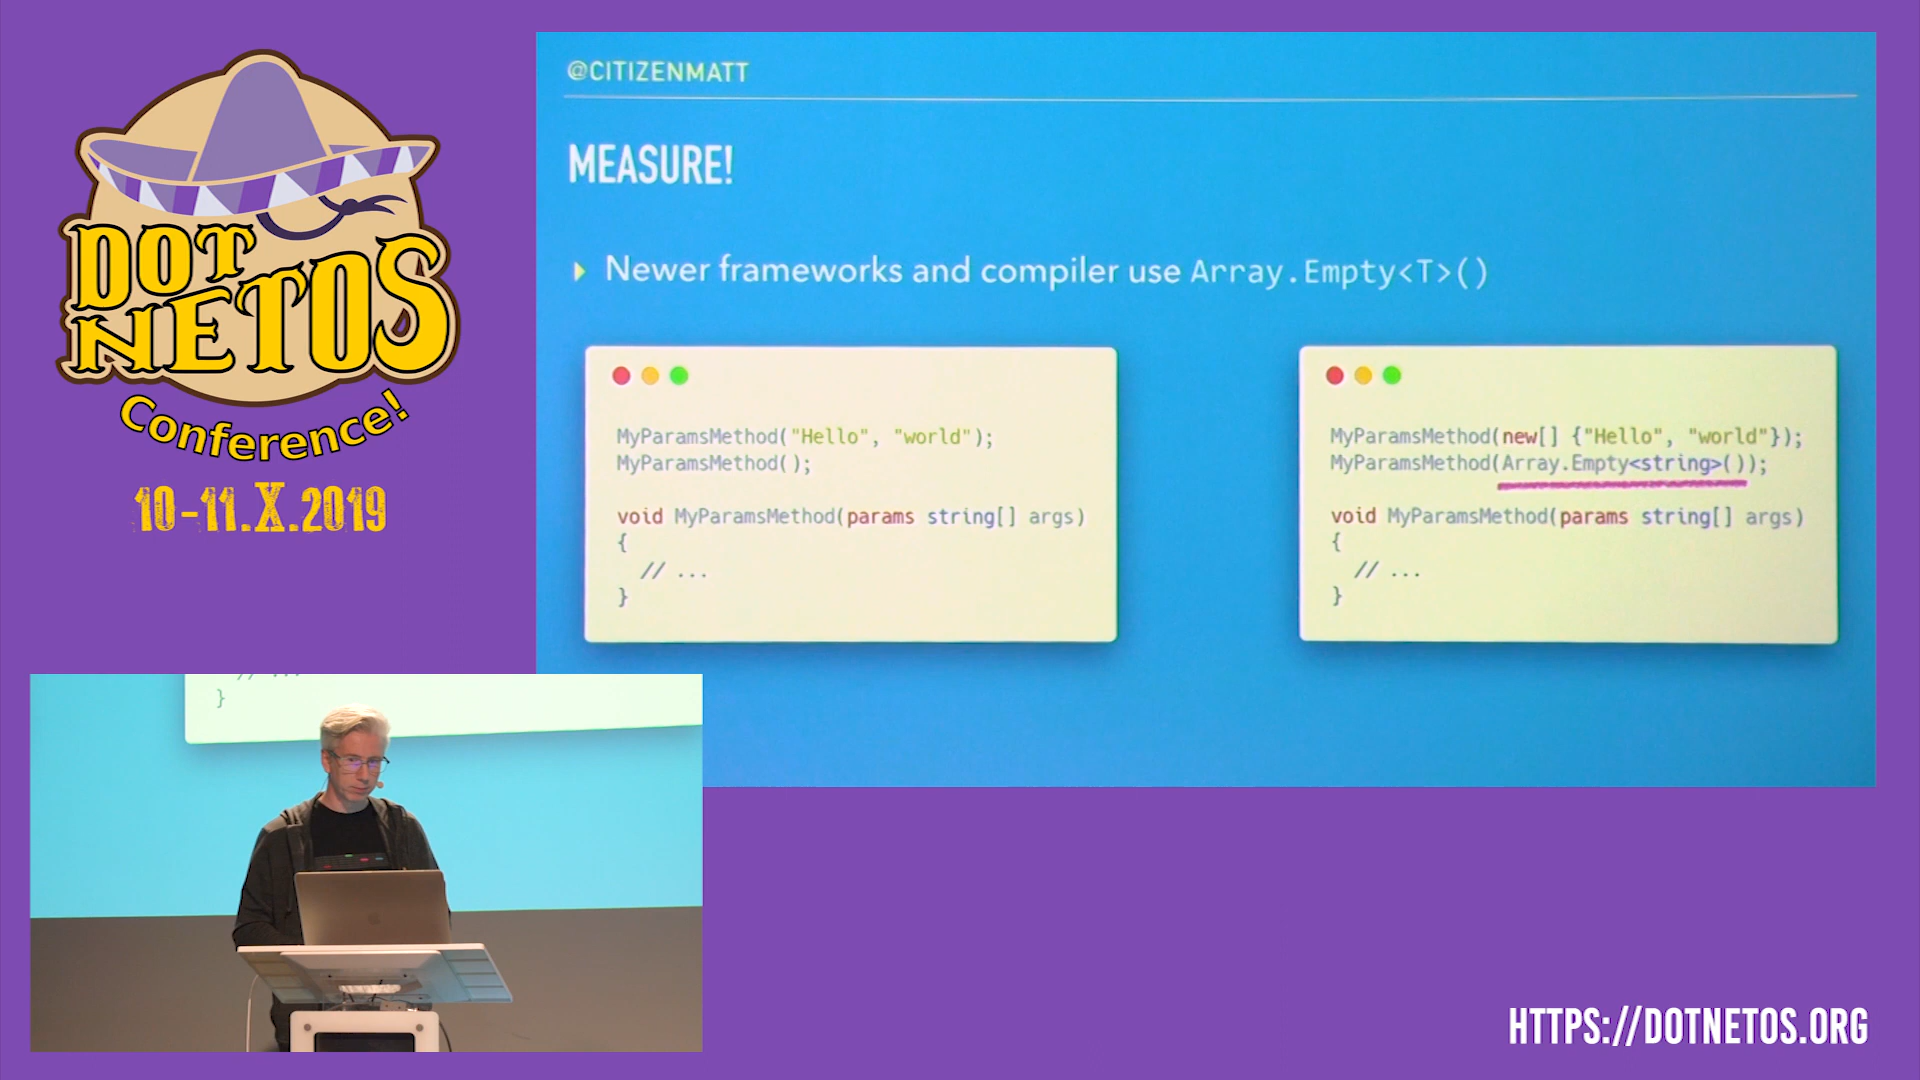 DOT
NETOS
Conference!
10-11.X.2019
@CITIZENMATT
MEASURE!
Newer frameworks and compiler use Array.Empty<T>()
MyParamsMethod("Hello", "world");
MyParamsMethod();
void MyParamsMethod(params string[] args)
{
// ...
}
MyParamsMethod(new[] {"Hello", "world"});
MyParamsMethod(Array.Empty<string>());
void MyParamsMethod(params string[] args)
{
// ...
}
// ...
}
HTTPS://DOTNETOS.ORG